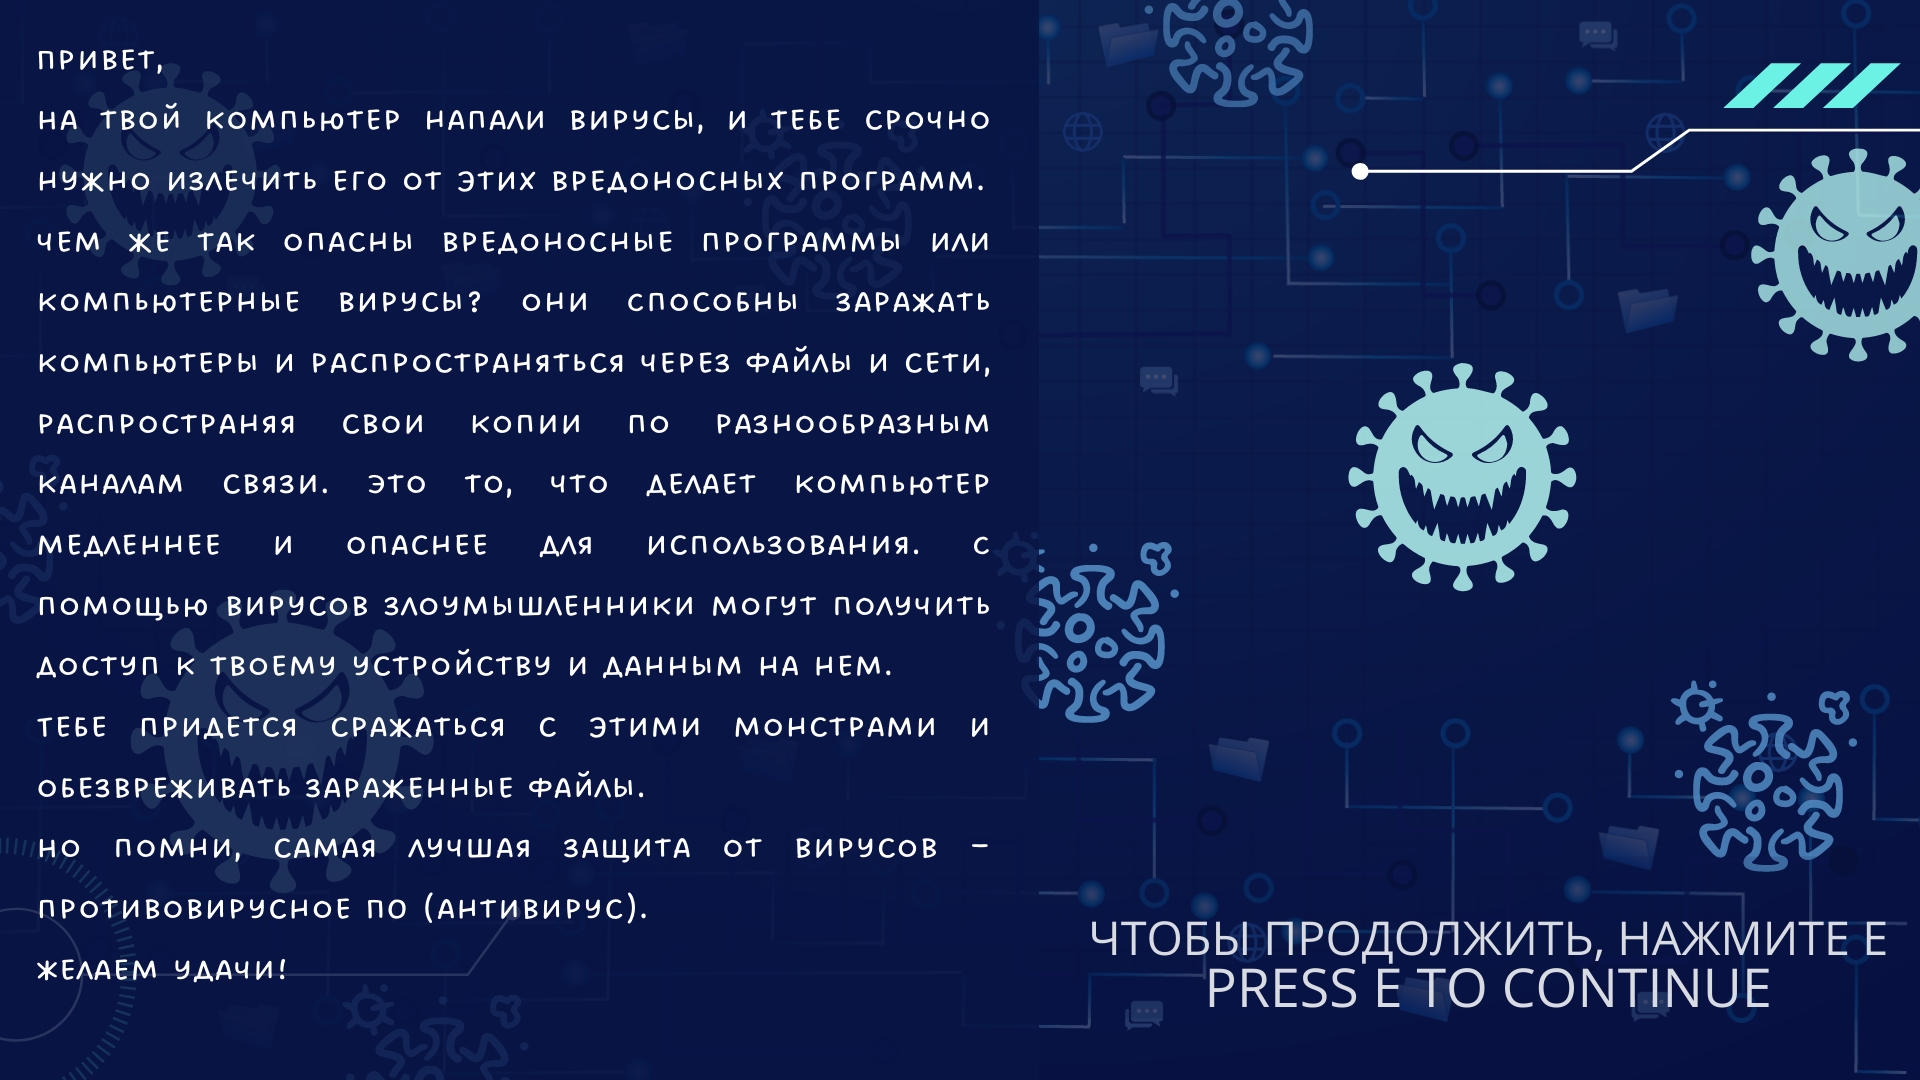 ПРИВЕТ,
НА ТВОЙ КОМПЬЮТЕР НАПАЛИ ВИРУСЫ, И ТЕБЕ СРОЧНО
НУЖНО ИЗЛЕЧИТЬ ЕГО ОТ ЭТИХ ВРЕДОНОСНЫХ ПРОГРАММ.
ЧЕМ ЖЕ ТАК ОПАСНЫ ВРЕДОНОСНЫЕ ПРОГРАММЫ ИЛИ
КОМПЬЮТЕРНЫЕ ВИРУСЫ? ОНИ СПОСОБНЫ ЗАРАЖАТЬ
КОМПЬЮТЕРЫ И РАСПРОСТРАНЯТЬСЯ ЧЕРЕЗ ФАЙЛЫ И СЕТИ,
РАСПРОСТРАНЯЯ СВОИ КОПИИ ПО РАЗНООБРАЗНЫМ
КАНАЛАМ СВЯЗИ. ЭТО ТО, ЧТО ДЕЛАЕТ КОМПЬЮТЕР
МЕДЛЕННЕЕ И ОПАСНЕЕ ДЛЯ ИСПОЛЬЗОВАНИЯ. С
ПОМОЩЬЮ ВИРУСОВ ЗЛОУМЫШЛЕННИКИ МОГУТ ПОЛУЧИТЬ
ДОСТУП К ТВОЕМУ УСТРОЙСТВУ И ДАННЫМ НА НЕМ.
ТЕБЕ ПРИДЕТСЯ СРАЖАТЬСЯ С ЭТИМИ МОНСТРАМИ И
ОБЕЗВРЕЖИВАТЬ ЗАРАЖЕННЫЕ ФАЙЛЫ.
НО ПОМНИ, САМАЯ ЛУЧШАЯ ЗАЩИТА ОТ ВИРУСОВ -
ПРОТИВОВИРУСНОЕ ПО (АНТИВИРУС).
ЖЕЛАЕМ УДАЧИ!
ЧТОБЫ ПРОДОЛЖИТЬ, НАЖМИТЕ E
PRESS E TO CONTINUE